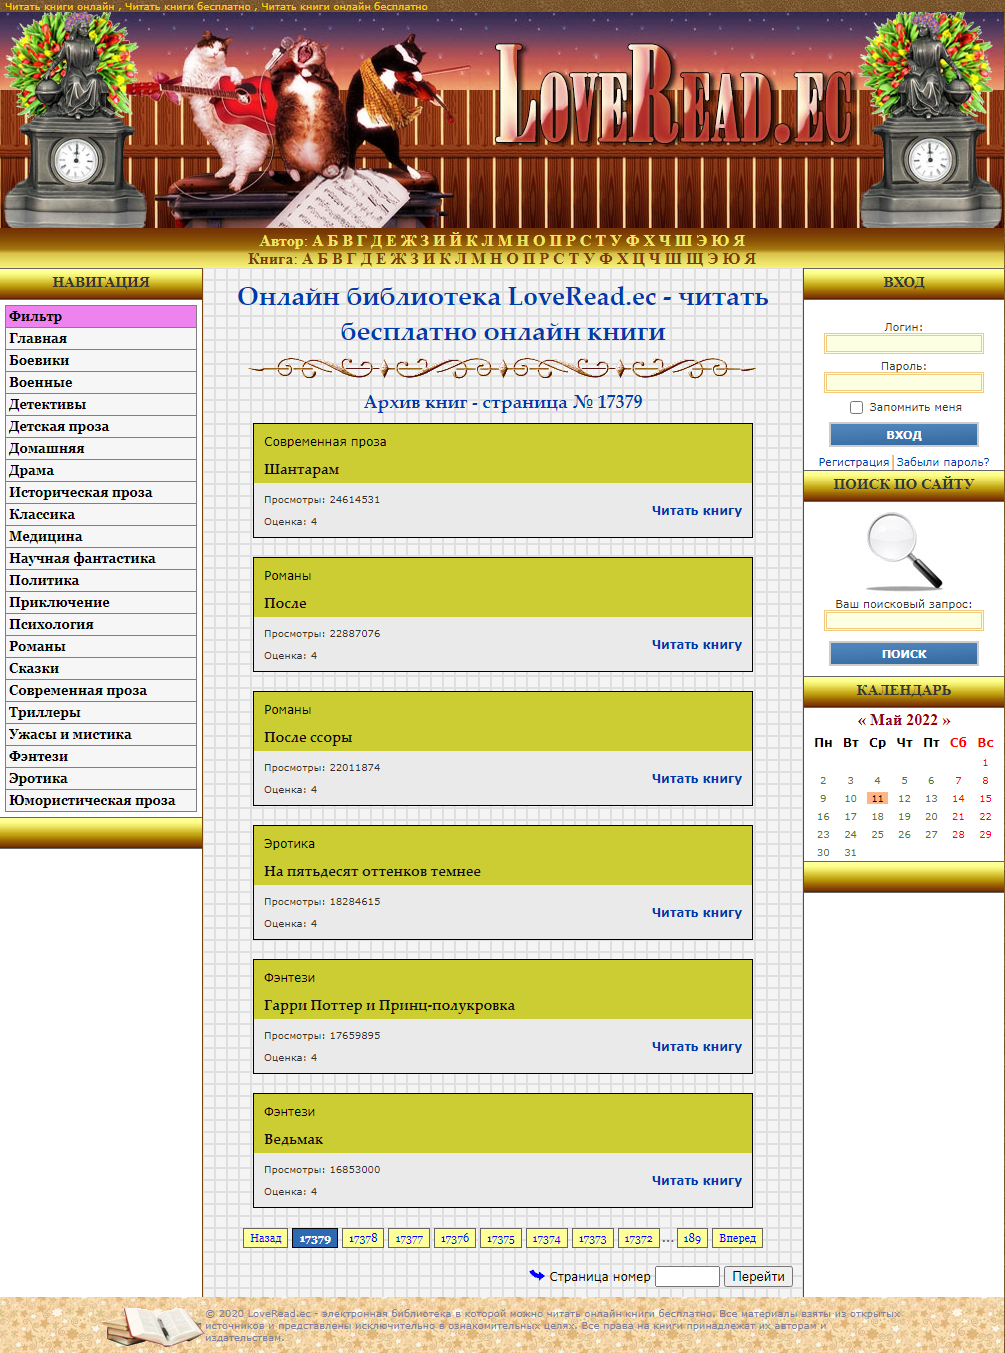 Читать книги онлайн , Читать книги бесплатно , Читать книги онлайн бесплатно
LoveRead.ec
Автор: А Б В Г Д Е Ж З И Й К Л М Н О П Р С Т У Ф Х Ч Ш Э Ю Я
Книга: А Б В Г Д Е Ж З И К Л М Н О П Р С Т У Ф Х Ц Ч Ш Щ Э Ю Я
НАВИГАЦИЯ
Фильтр
Главная
Боевики
Военные
Детективы
Детская проза
Домашняя
Драма
Историческая проза
Классика
Медицина
Научная фантастика
Политика
Приключение
Психология
Романы
Сказки
Современная проза
Триллеры
Ужасы и мистика
Фэнтези
Эротика
Юмористическая проза
Онлайн библиотека LoveRead.ec - читать
бесплатно онлайн книги
Архив книг - страница № 17379
Современная проза
Шантарам
Просмотры: 24614531
Оценка: 4
Читать книгу
Романы
После
Просмотры: 22887076
Оценка: 4
Читать книгу
Романы
После ссоры
Просмотры: 22011874
Оценка: 4
Читать книгу
Эротика
На пятьдесят оттенков темнее
Просмотры: 18284615
Оценка: 4
Читать книгу
Фэнтези
Гарри Поттер и Принц-полукровка
Просмотры: 17659895
Оценка: 4
Читать книгу
Фэнтези
Ведьмак
Просмотры: 16853000
Оценка: 4
Читать книгу
Назад 17379 17378 17377 17376 17375 17374 17373 17372 ... 189 Вперед
Страница номер Перейти
ВХОД
Логин:
Пароль:
Запомнить меня
ВХОД
Регистрация Забыли пароль?
ПОИСК ПО САЙТУ
Ваш поисковый запрос:
ПОИСК
КАЛЕНДАРЬ
« Май 2022 »
Пн Вт Ср Чт Пт Сб Вс
1
2 3 4 5 6 7 8
9 10 11 12 13 14 15
16 17 18 19 20 21 22
23 24 25 26 27 28 29
30 31
© 2020 LoveRead.ec - электронная библиотека в которой можно читать онлайн книги бесплатно. Все материалы взяты из открытых
источников и представлены исключительно в ознакомительных целях. Все права на книги принадлежат их авторам и
издательствам.